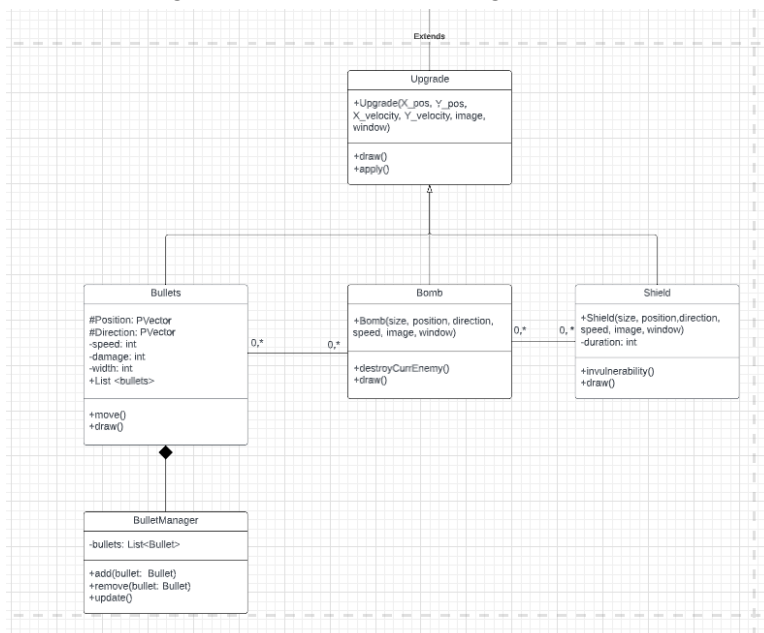 Extends
Upgrade
+Upgrade(X_pos, Y_pos,
X_velocity, Y_velocity, image,
window)
+draw()
+apply()
Bullets
#Position: PVector
#Direction: PVector
-speed: int
-damage: int
-width: int
+List <bullets>
+move()
+draw()
0,*
0,*
Bomb
+Bomb(size, position, direction,
speed, image, window)
+destroyCurrEnemy()
+draw()
0,*
0, *
Shield
+Shield(size, position,direction,
speed, image, window)
-duration: int
+invulnerability()
+draw()
BulletManager
-bullets: List<Bullet>
+add(bullet: Bullet)
+remove(bullet: Bullet)
+update()